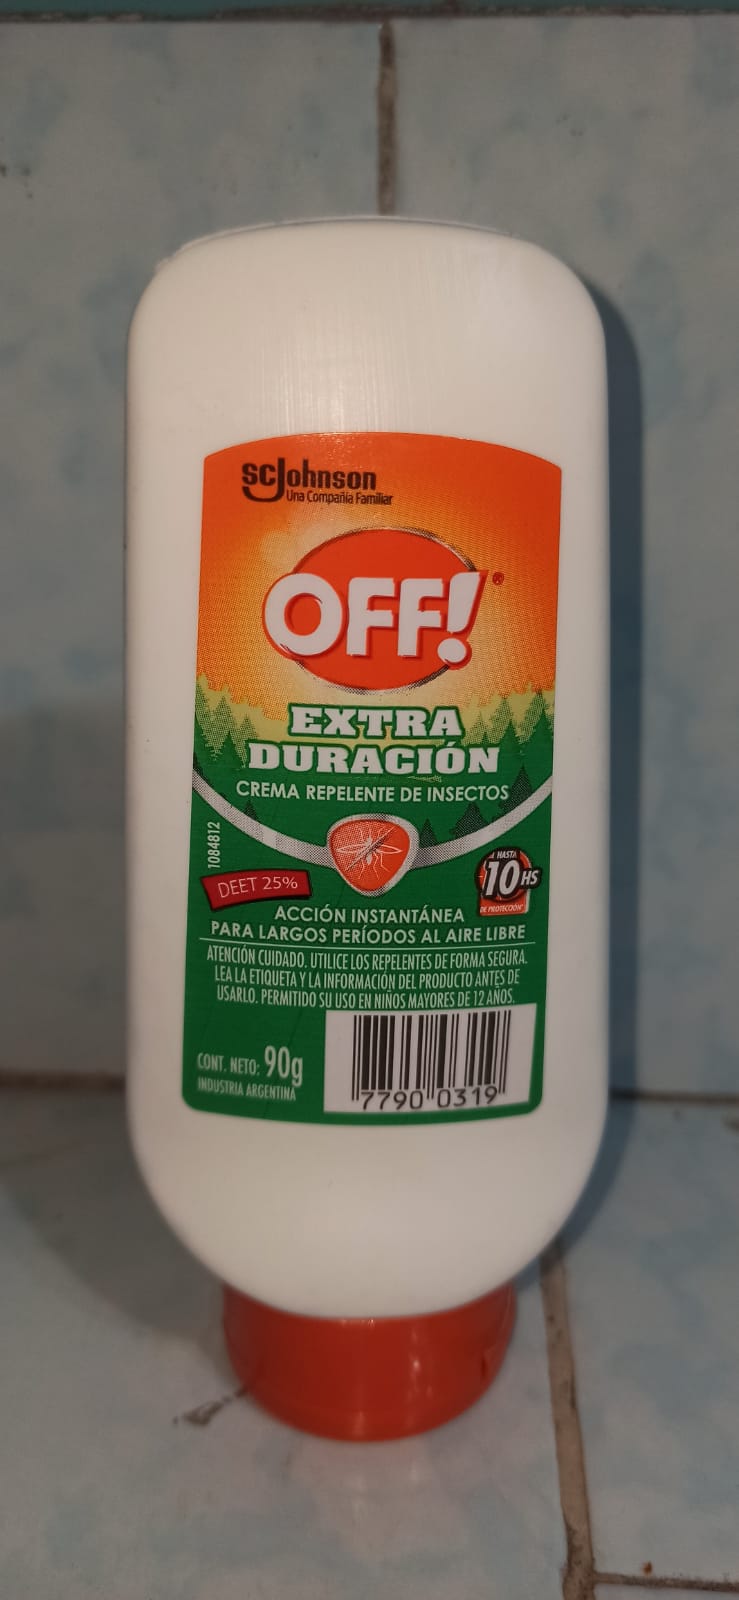 scJohnson
Una Compañía Familiar
OFF!®
EXTRA
DURACIÓN
CREMA REPELENTE DE INSECTOS
1084812
DEET 25%
HASTA
10HS
DE PROTECCIÓN*
ACCIÓN INSTANTÁNEA
PARA LARGOS PERÍODOS AL AIRE LIBRE
ATENCIÓN CUIDADO. UTILICE LOS REPELENTES DE FORMA SEGURA.
LEA LA ETIQUETA Y LA INFORMACIÓN DEL PRODUCTO ANTES DE
USARLO. PERMITIDO SU USO EN NIÑOS MAYORES DE 12 AÑOS.
CONT. NETO: 90g
INDUSTRIA ARGENTINA
7790 0319